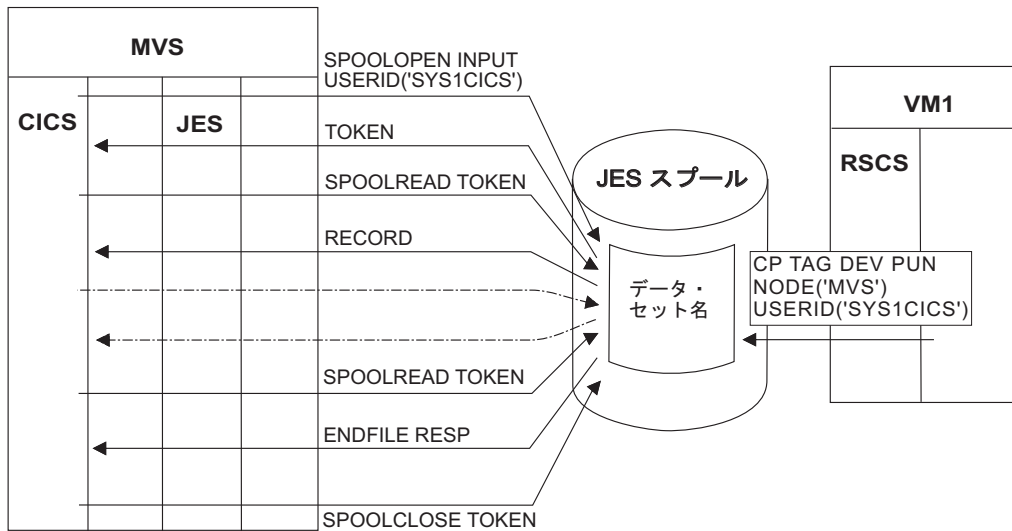 MVS
CICS
JES
SPOOLOPEN INPUT
USERID('SYS1CICS')
TOKEN
SPOOLREAD TOKEN
RECORD
SPOOLREAD TOKEN
ENDFILE RESP
SPOOLCLOSE TOKEN
JES スプール
データ・
セット名
VM1
RSCS
CP TAG DEV PUN
NODE('MVS')
USERID('SYS1CICS')